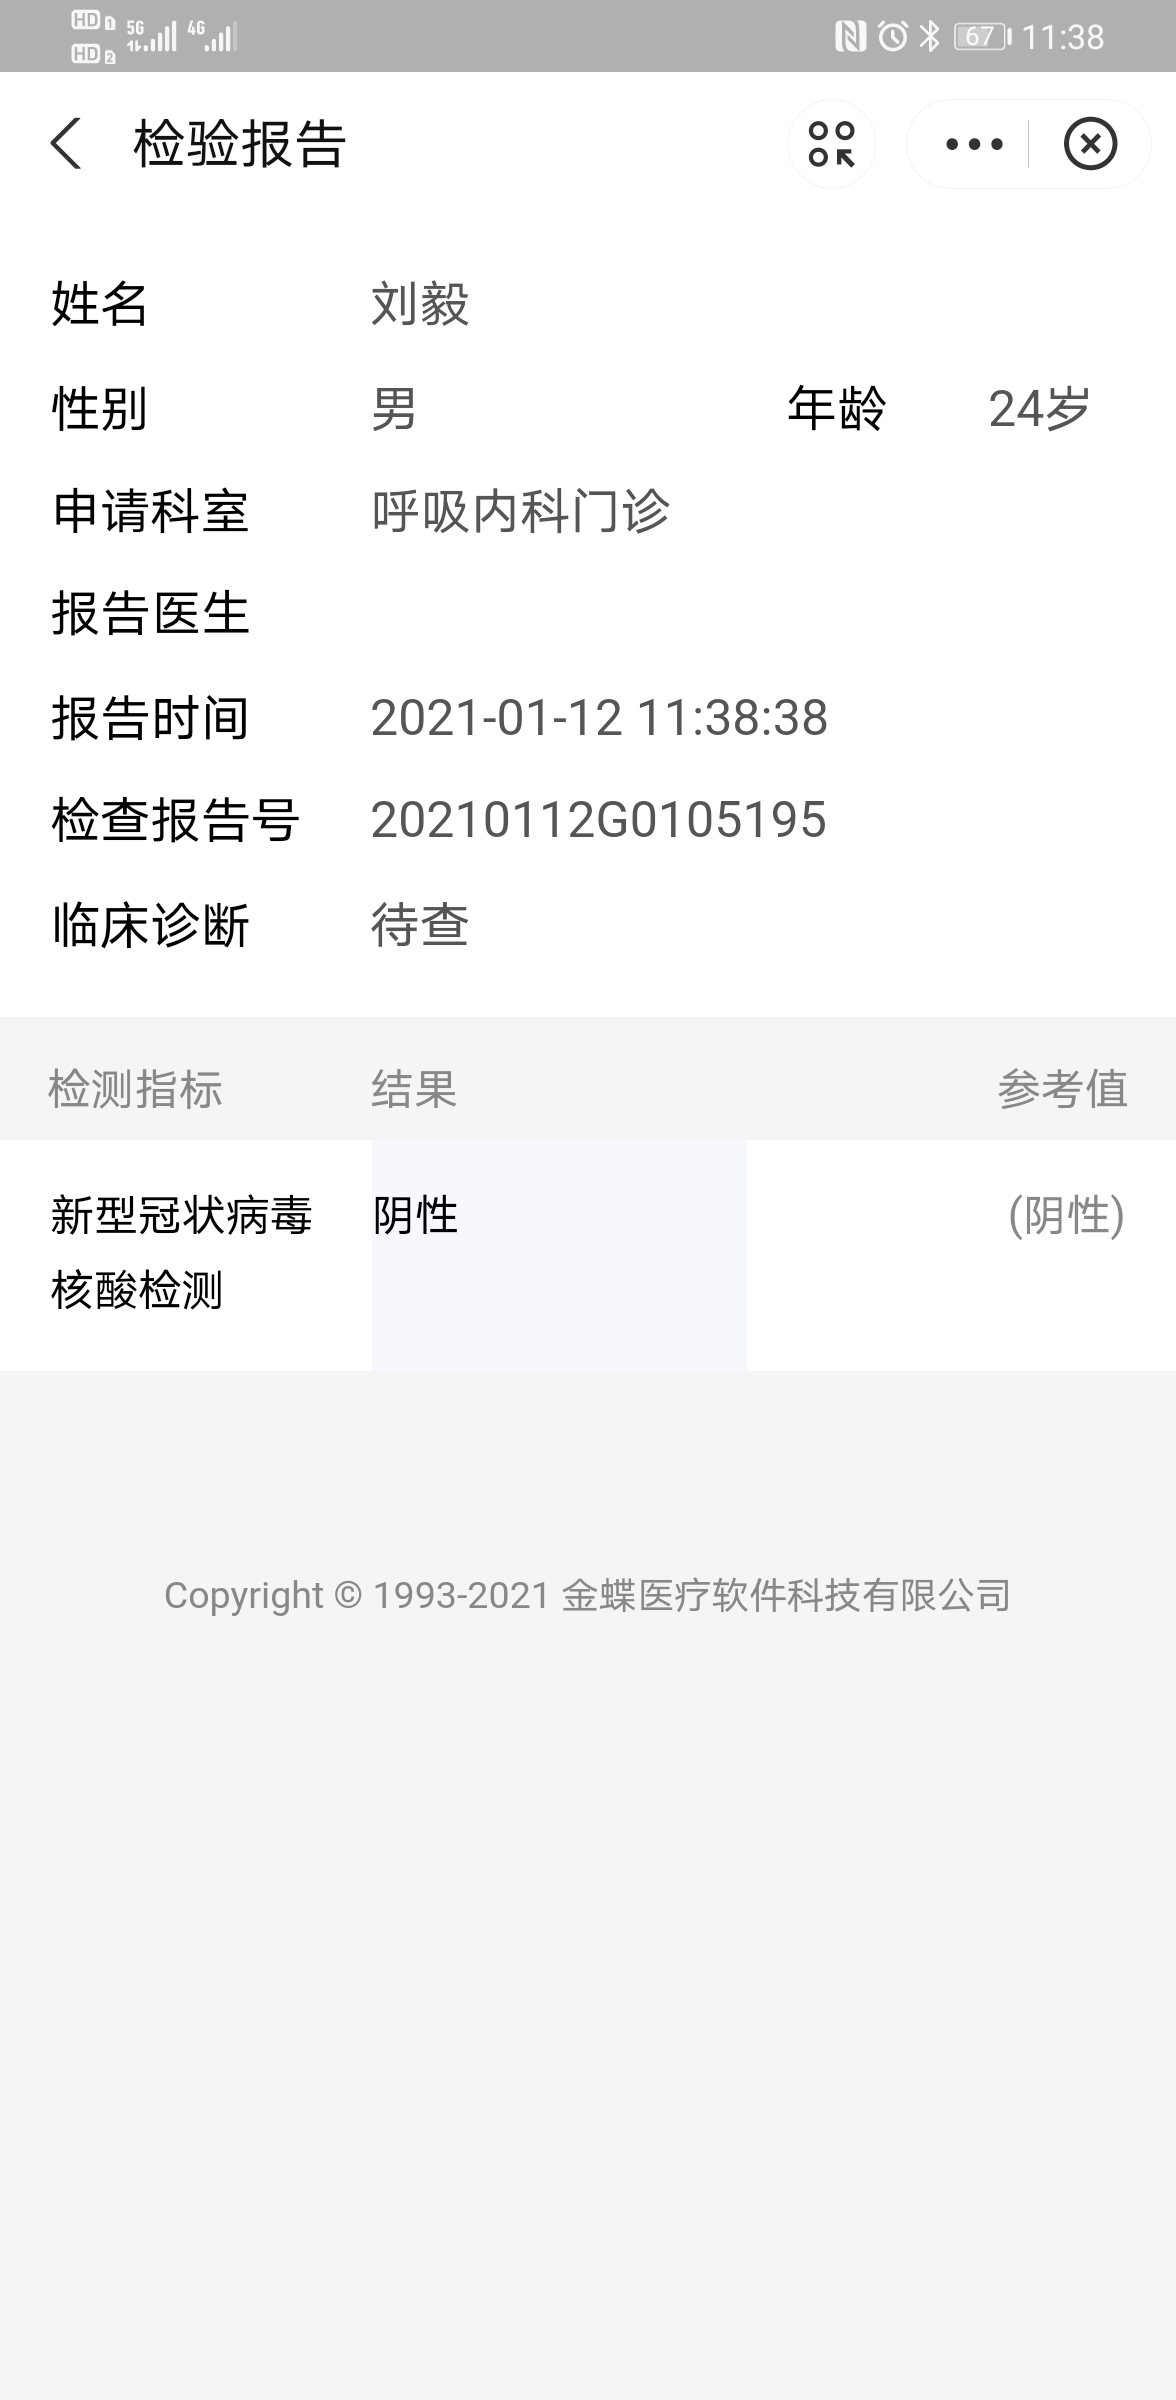 HD 1 5G 4G 67 11:38
HD 2
检验报告
姓名 刘毅
性别 男 年龄 24岁
申请科室 呼吸内科门诊
报告医生
报告时间 2021-01-12 11:38:38
检查报告号 20210112G0105195
临床诊断 待查
检测指标 结果 参考值
新型冠状病毒 阴性 (阴性)
核酸检测
Copyright © 1993-2021 金蝶医疗软件科技有限公司